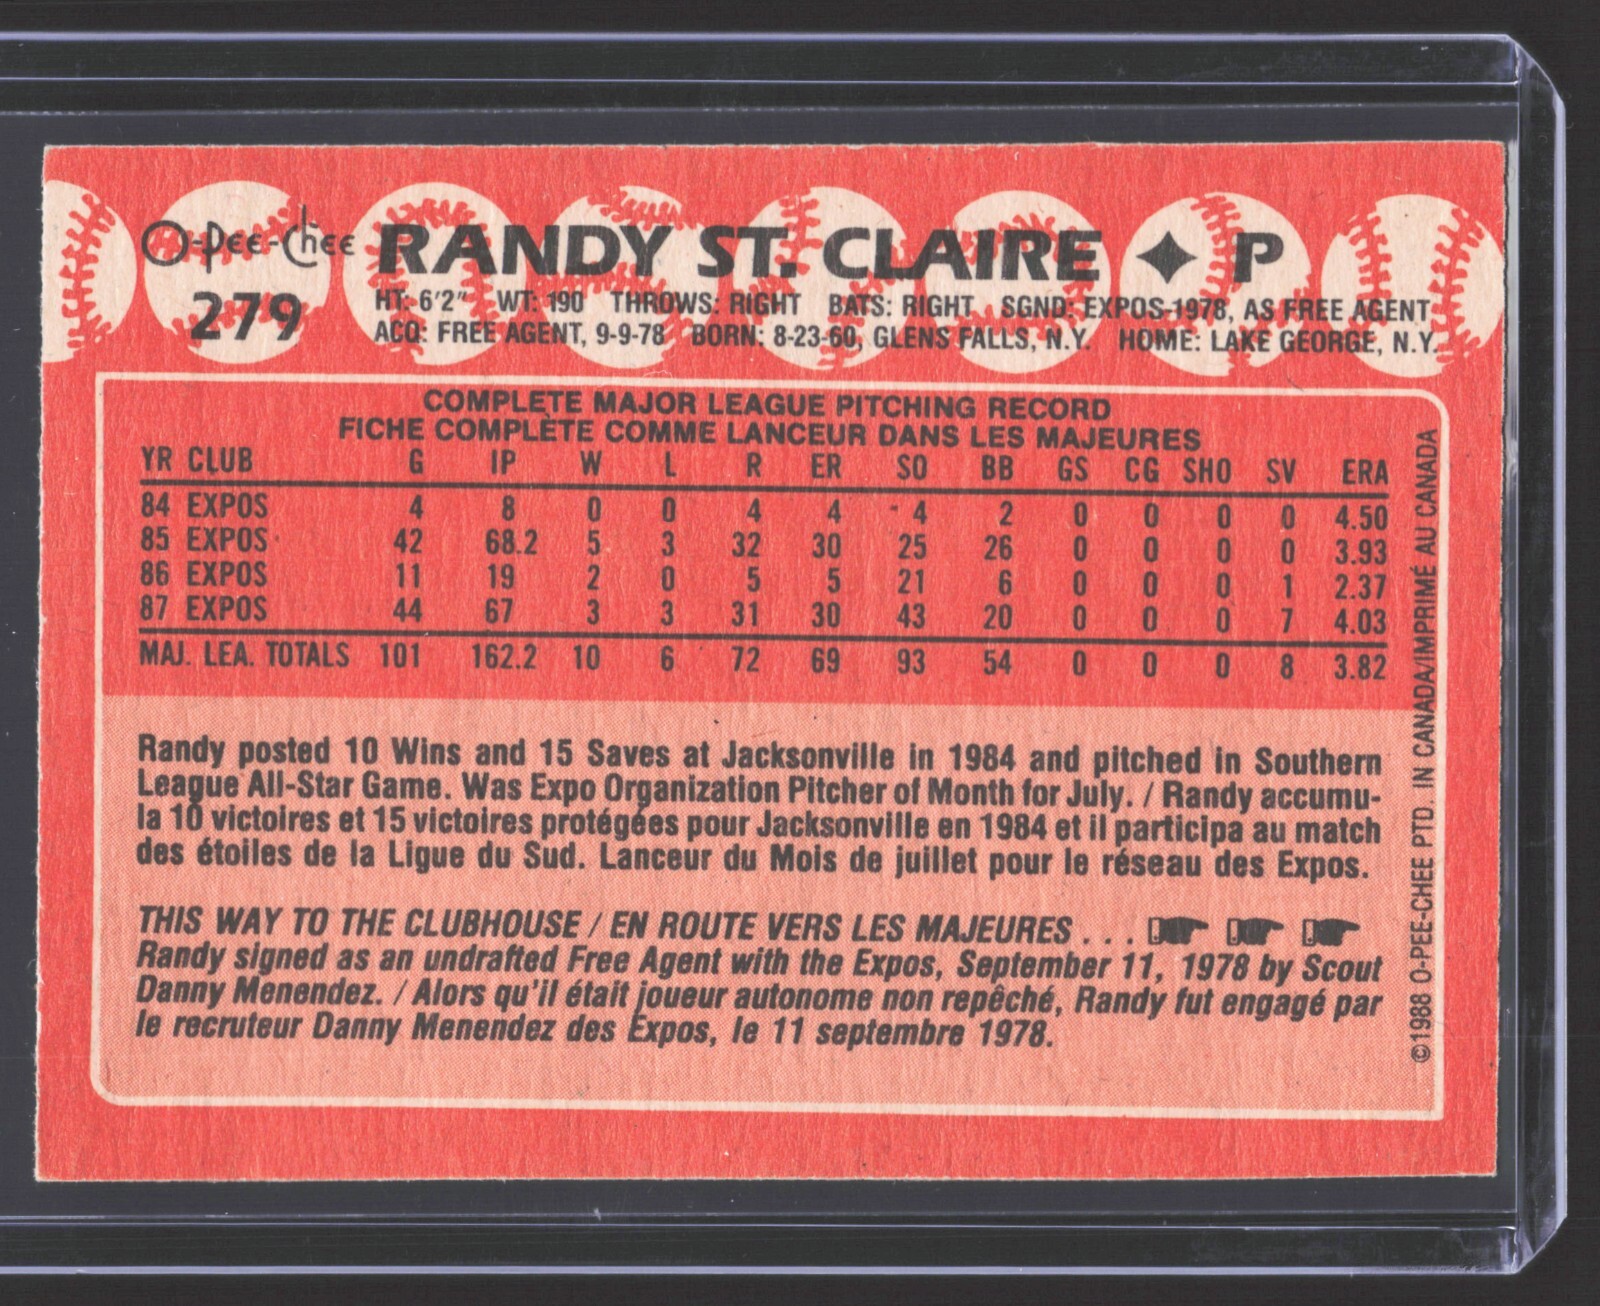 O-Pee-Chee RANDY ST. CLAIRE ✦ P
279 HT: 6'2" WT: 190 THROWS: RIGHT BATS: RIGHT SGND: EXPOS-1978, AS FREE AGENT
ACQ: FREE AGENT, 9-9-78 BORN: 8-23-60, GLENS FALLS, N.Y. HOME: LAKE GEORGE, N.Y.
COMPLETE MAJOR LEAGUE PITCHING RECORD
FICHE COMPLÈTE COMME LANCEUR DANS LES MAJEURES
YR CLUB G IP W L R ER SO BB GS CG SHO SV ERA
84 EXPOS 4 8 0 0 4 4 4 2 0 0 0 0 4.50
85 EXPOS 42 68.2 5 3 32 30 25 26 0 0 0 0 3.93
86 EXPOS 11 19 2 0 5 5 21 6 0 0 0 1 2.37
87 EXPOS 44 67 3 3 31 30 43 20 0 0 0 7 4.03
MAJ. LEA. TOTALS 101 162.2 10 6 72 69 93 54 0 0 0 8 3.82
Randy posted 10 Wins and 15 Saves at Jacksonville in 1984 and pitched in Southern
League All-Star Game. Was Expo Organization Pitcher of Month for July. / Randy accumu-
la 10 victoires et 15 victoires protégées pour Jacksonville en 1984 et il participa au match
des étoiles de la Ligue du Sud. Lanceur du Mois de juillet pour le réseau des Expos.
THIS WAY TO THE CLUBHOUSE / EN ROUTE VERS LES MAJEURES . . .
Randy signed as an undrafted Free Agent with the Expos, September 11, 1978 by Scout
Danny Menendez. / Alors qu'il était joueur autonome non repêché, Randy fut engagé par
le recruteur Danny Menendez des Expos, le 11 septembre 1978.
©1988 O-PEE-CHEE PTD. IN CANADA/IMPRIMÉ AU CANADA